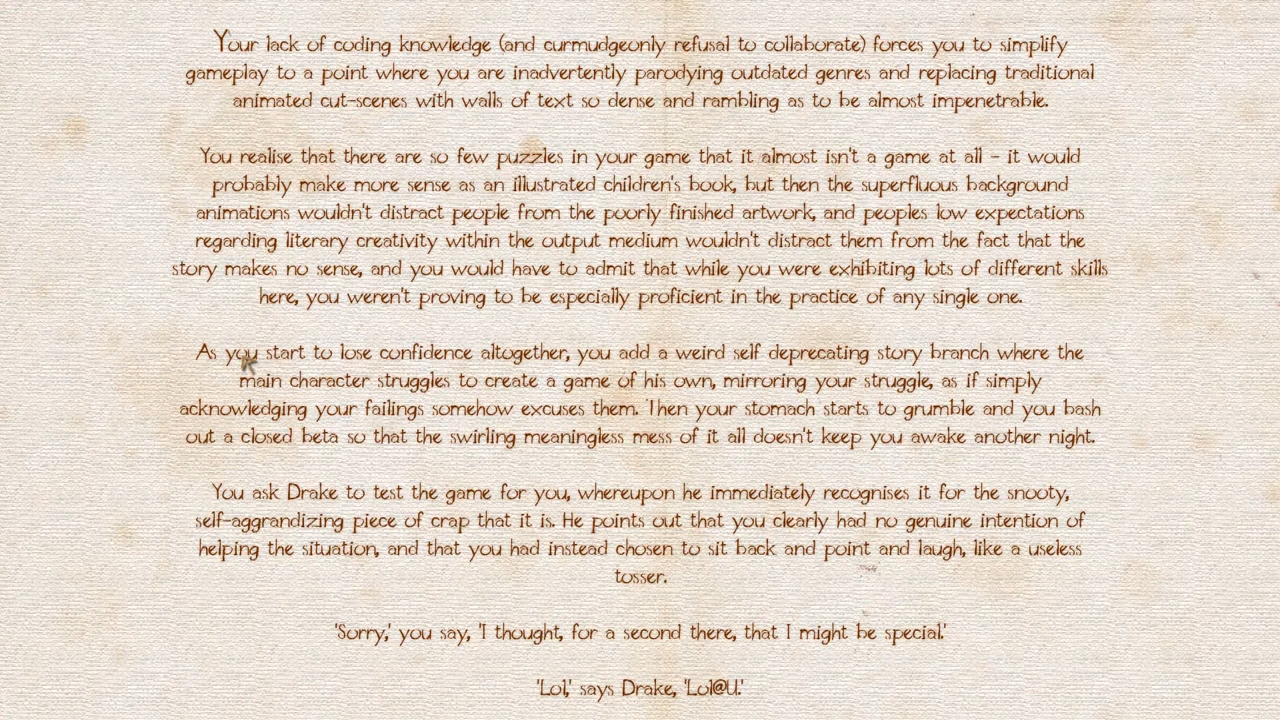 Your lack of coding knowledge (and curmudgeonly refusal to collaborate) forces you to simplify
gameplay to a point where you are inadvertently parodying outdated genres and replacing traditional
animated cut-scenes with walls of text so dense and rambling as to be almost impenetrable.
You realise that there are so few puzzles in your game that it almost isn't a game at all - it would
probably make more sense as an illustrated children's book, but then the superfluous background
animations wouldn't distract people from the poorly finished artwork, and peoples low expectations
regarding literary creativity within the output medium wouldn't distract them from the fact that the
story makes no sense, and you would have to admit that while you were exhibiting lots of different skills
here, you weren't proving to be especially proficient in the practice of any single one.
As you start to lose confidence altogether, you add a weird self deprecating story branch where the
main character struggles to create a game of his own, mirroring your struggle, as if simply
acknowledging your failings somehow excuses them. Then your stomach starts to grumble and you bash
out a closed beta so that the swirling meaningless mess of it all doesn't keep you awake another night.
You ask Drake to test the game for you, whereupon he immediately recognises it for the snooty,
self-aggrandizing piece of crap that it is. He points out that you clearly had no genuine intention of
helping the situation, and that you had instead chosen to sit back and point and laugh, like a useless
tosser.
'Sorry,' you say, 'I thought, for a second there, that I might be special.'
'Lol,' says Drake, 'Lol@U.'